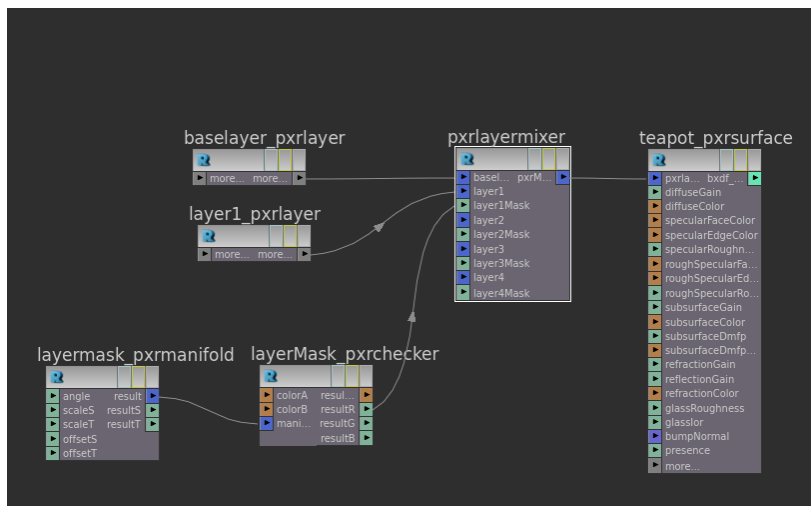 baselayer_pxrlayer
more... more...
layer1_pxrlayer
more... more...
layermask_pxrmanifold
angle result
scaleS resultS
scaleT resultT
offsetS
offsetT
layerMask_pxrchecker
colorA resul...
colorB resultR
mani... resultG
resultB
pxrlayermixer
basel... pxrM...
layer1
layer1Mask
layer2
layer2Mask
layer3
layer3Mask
layer4
layer4Mask
teapot_pxrsurface
pxrla... bxdf_...
diffuseGain
diffuseColor
specularFaceColor
specularEdgeColor
specularRoughn...
roughSpecularFa...
roughSpecularEd...
roughSpecularRo...
subsurfaceGain
subsurfaceColor
subsurfaceDmfp
subsurfaceDmfp...
refractionGain
reflectionGain
refractionColor
glassRoughness
glassIor
bumpNormal
presence
more...